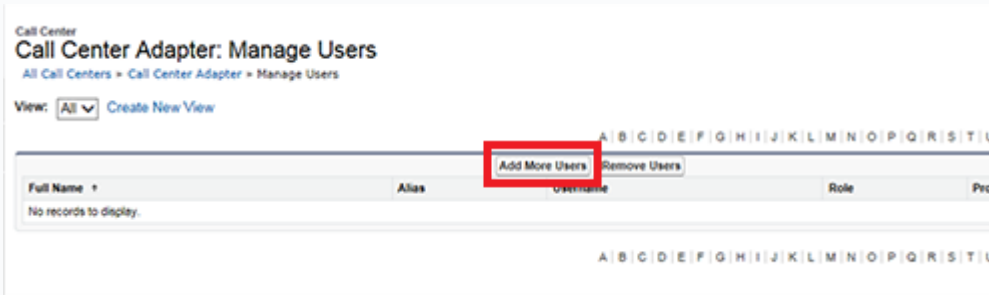 Call Center
Call Center Adapter: Manage Users
All Call Centers » Call Center Adapter » Manage Users
View: All Create New View
A | B | C | D | E | F | G | H | I | J | K | L | M | N | O | P | Q | R | S | T |
Add More Users Remove Users
Full Name ↑ Alias Username Role
No records to display.
A | B | C | D | E | F | G | H | I | J | K | L | M | N | O | P | Q | R | S | T |